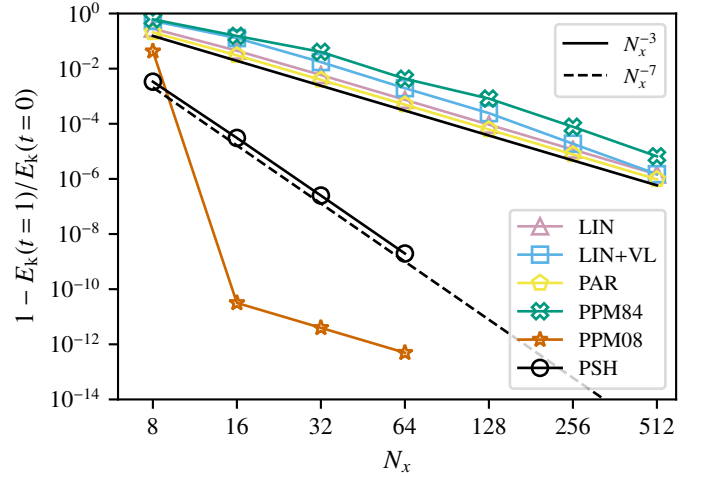 1 − E_k(t = 1)/E_k(t = 0)
10^0
10^−2
10^−4
10^−6
10^−8
10^−10
10^−12
10^−14
N_x^−3
N_x^−7
LIN
LIN+VL
PAR
PPM84
PPM08
PSH
8 16 32 64 128 256 512
N_x